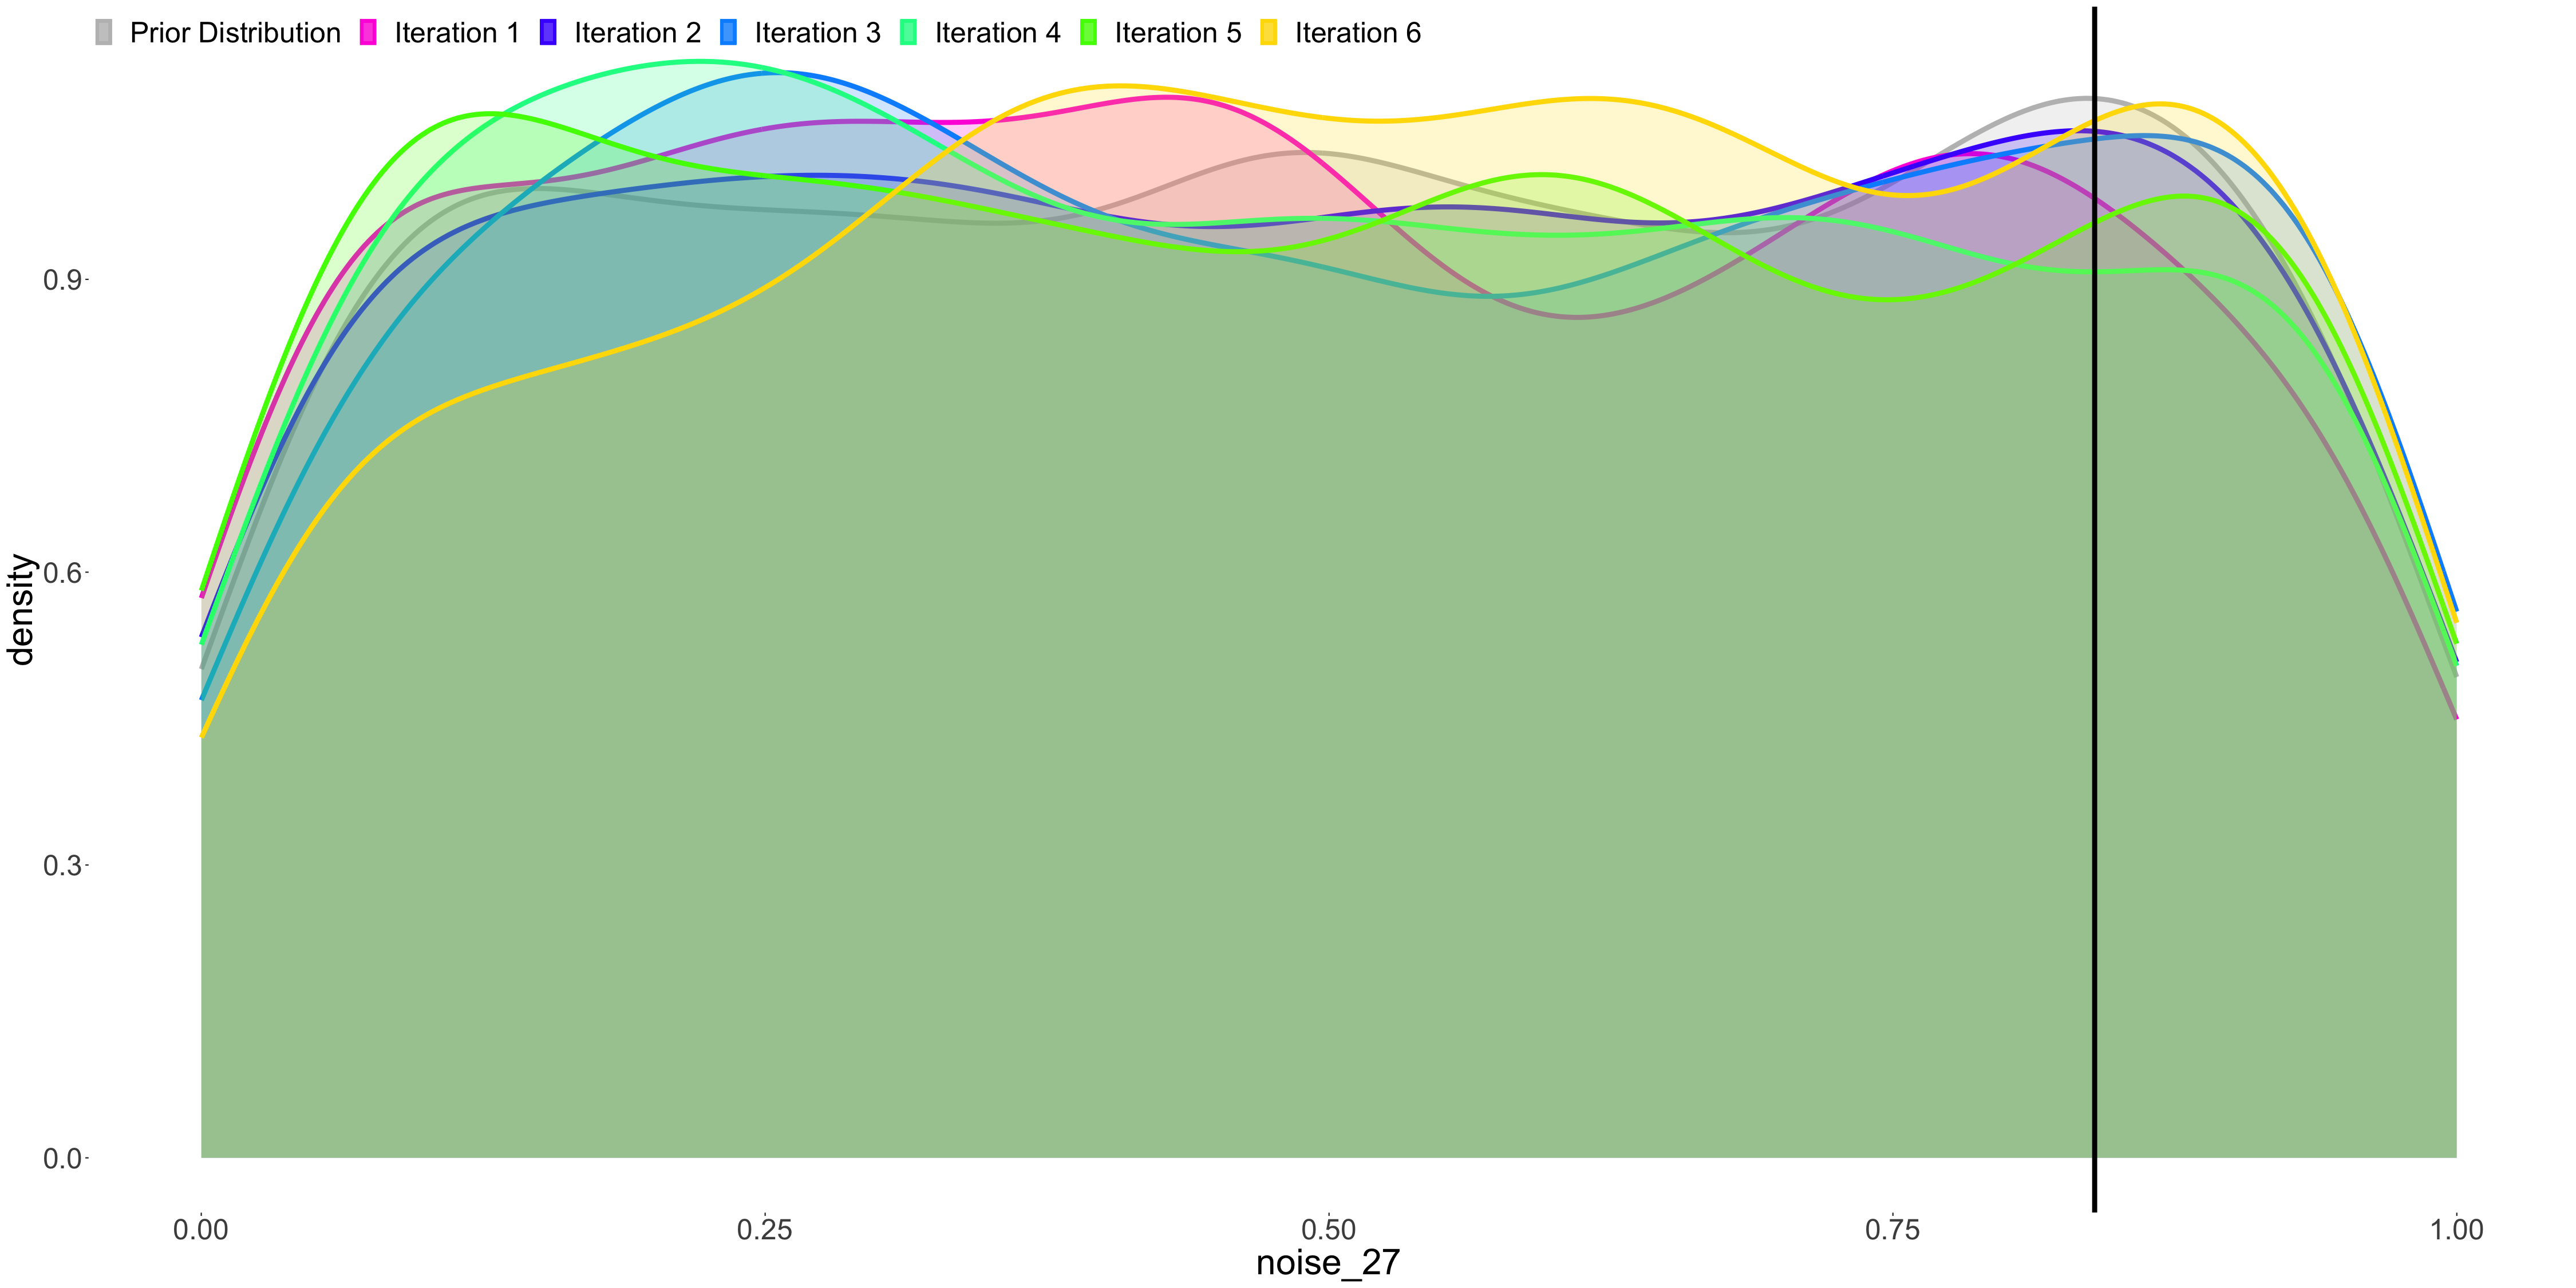 Prior Distribution Iteration 1 Iteration 2 Iteration 3 Iteration 4 Iteration 5 Iteration 6
0.9
0.6
0.3
0.0
density
0.00 0.25 0.50 0.75 1.00
noise_27